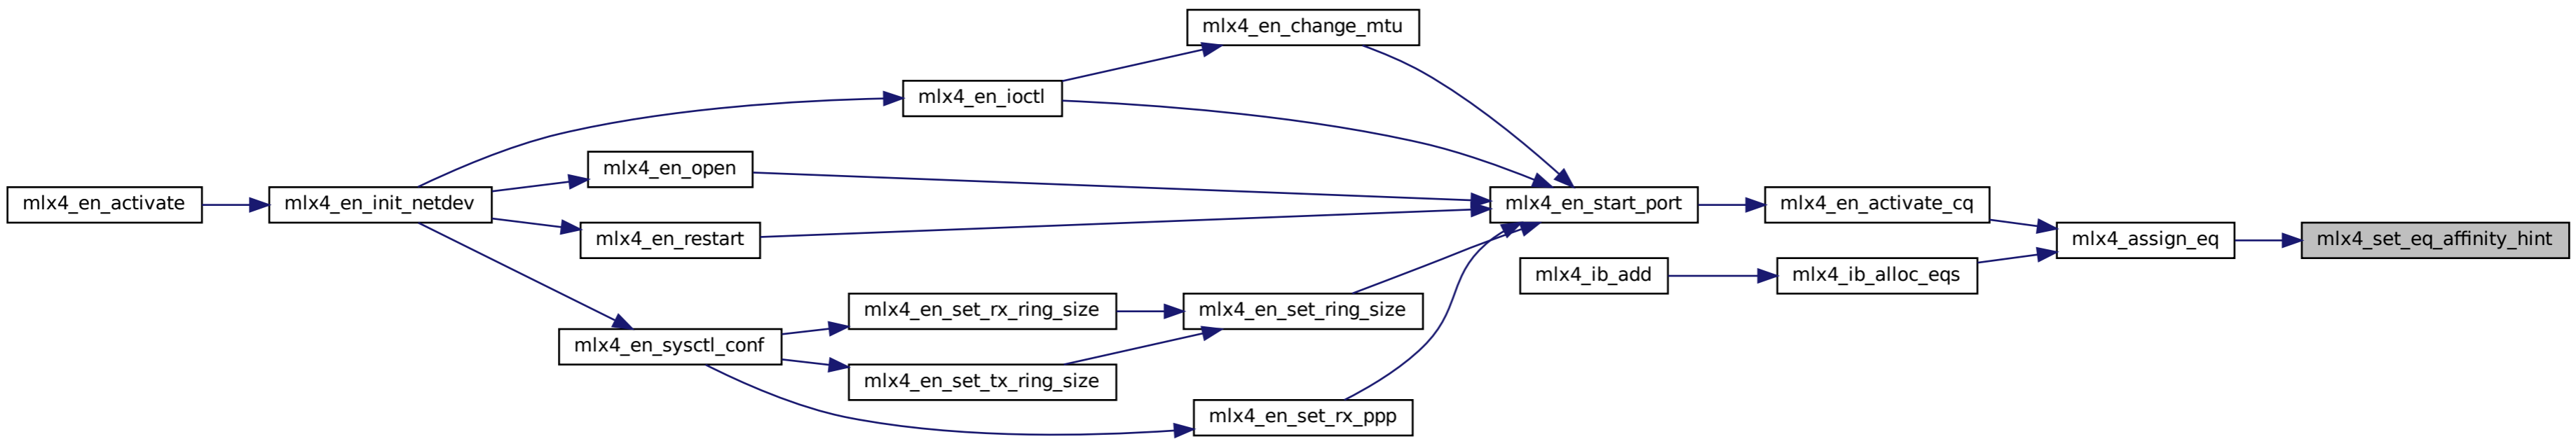 mlx4_en_change_mtu
mlx4_en_ioctl
mlx4_en_open
mlx4_en_activate
mlx4_en_init_netdev
mlx4_en_start_port
mlx4_en_activate_cq
mlx4_en_restart
mlx4_assign_eq
mlx4_set_eq_affinity_hint
mlx4_ib_add
mlx4_ib_alloc_eqs
mlx4_en_set_rx_ring_size
mlx4_en_set_ring_size
mlx4_en_sysctl_conf
mlx4_en_set_tx_ring_size
mlx4_en_set_rx_ppp